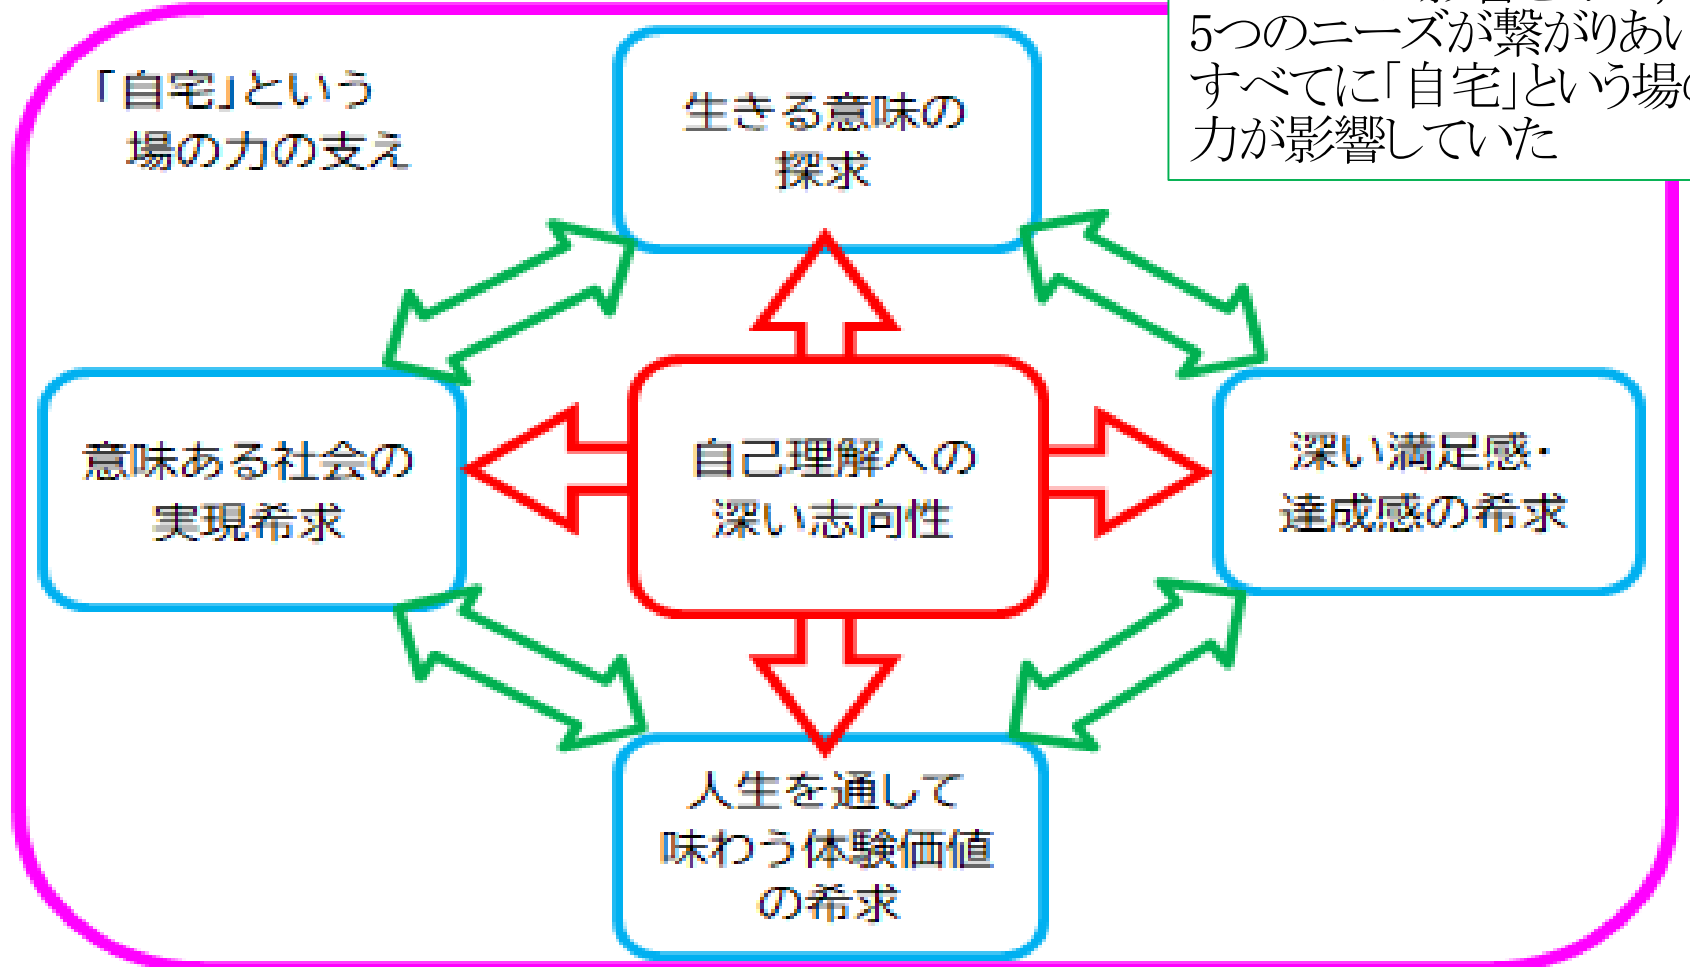 5つのニーズが繋がりあい
すべてに「自宅」という場の
力が影響していた
「自宅」という
場の力の支え
生きる意味の
探求
意味ある社会の
実現希求
自己理解への
深い志向性
深い満足感・
達成感の希求
人生を通して
味わう体験価値
の希求